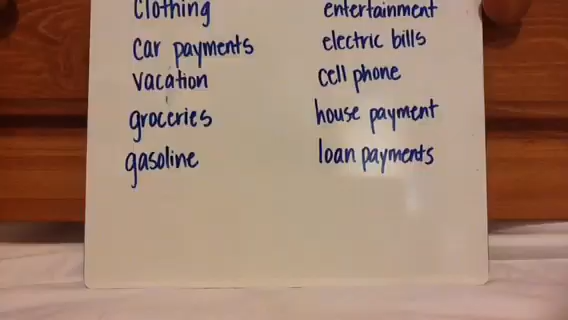 clothing
car payments
vacation
groceries
gasoline
entertainment
electric bills
cell phone
house payment
loan payments